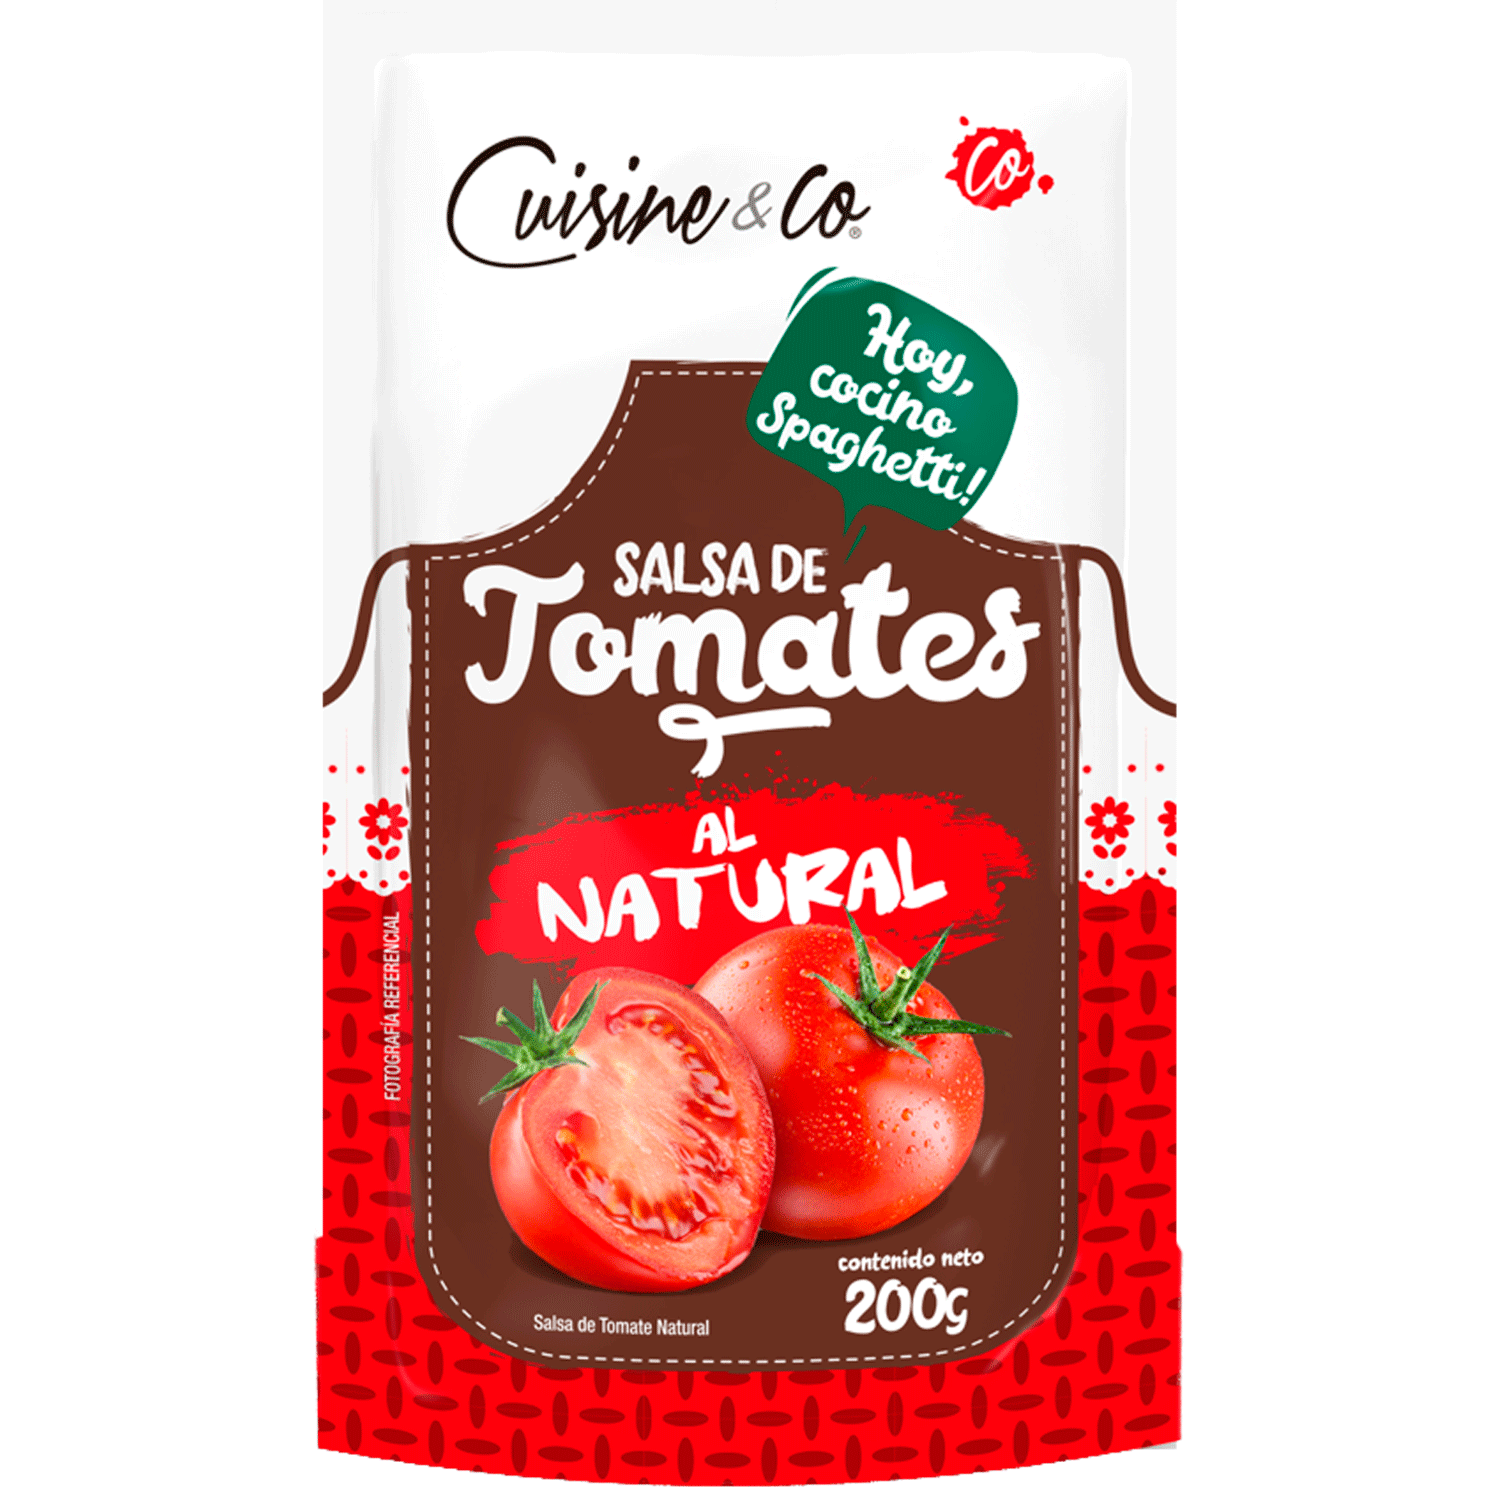 Cuisine & Co®
Co
Hoy,
cocino
Spaghetti!
SALSA DE
Tomates
AL
NATURAL
FOTOGRAFÍA REFERENCIAL
contenido neto
200g
Salsa de Tomate Natural